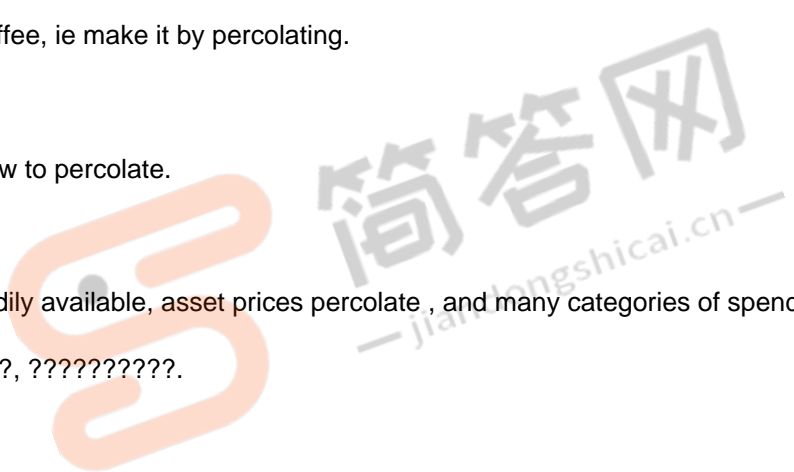 ffee, ie make it by percolating.
w to percolate.
dily available, asset prices percolate , and many categories of spend
?, ??????????.
简答网
jiandongshicai.cn